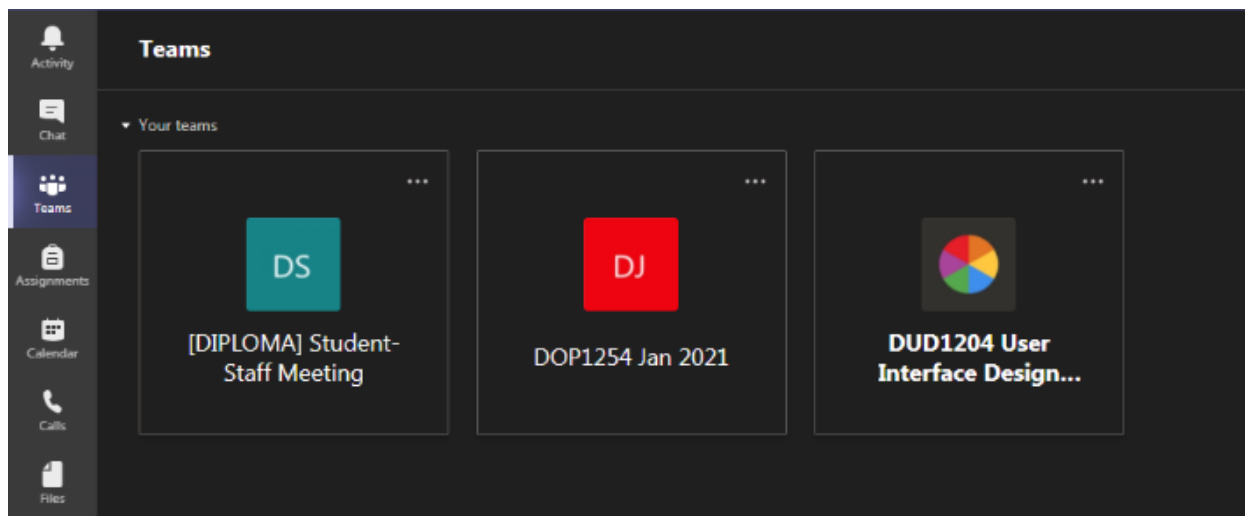 Activity
Chat
Teams
Assignments
Calendar
Calls
Files
Teams
Your teams
DS
[DIPLOMA] Student-
Staff Meeting
DJ
DOP1254 Jan 2021
DUD1204 User
Interface Design...